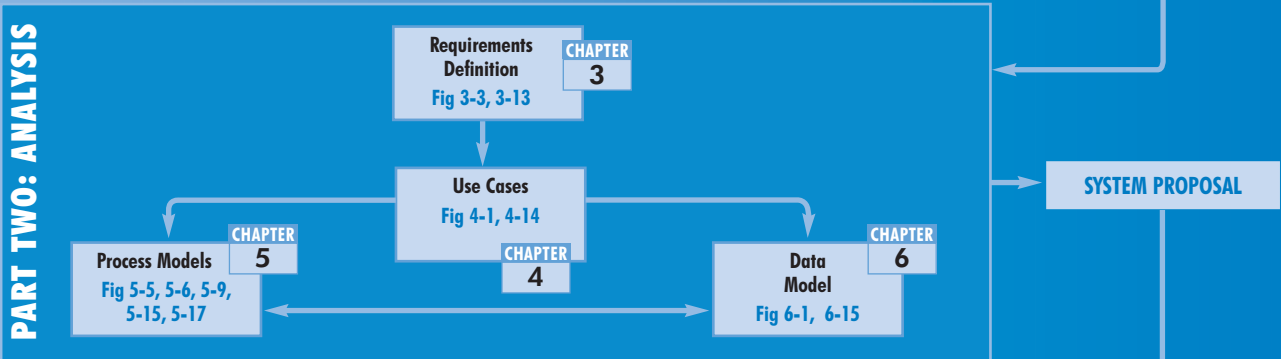 PART TWO: ANALYSIS
Requirements
Definition
Fig 3-3, 3-13
CHAPTER
3
Use Cases
Fig 4-1, 4-14
CHAPTER
4
Process Models
Fig 5-5, 5-6, 5-9,
5-15, 5-17
CHAPTER
5
Data
Model
Fig 6-1, 6-15
CHAPTER
6
SYSTEM PROPOSAL